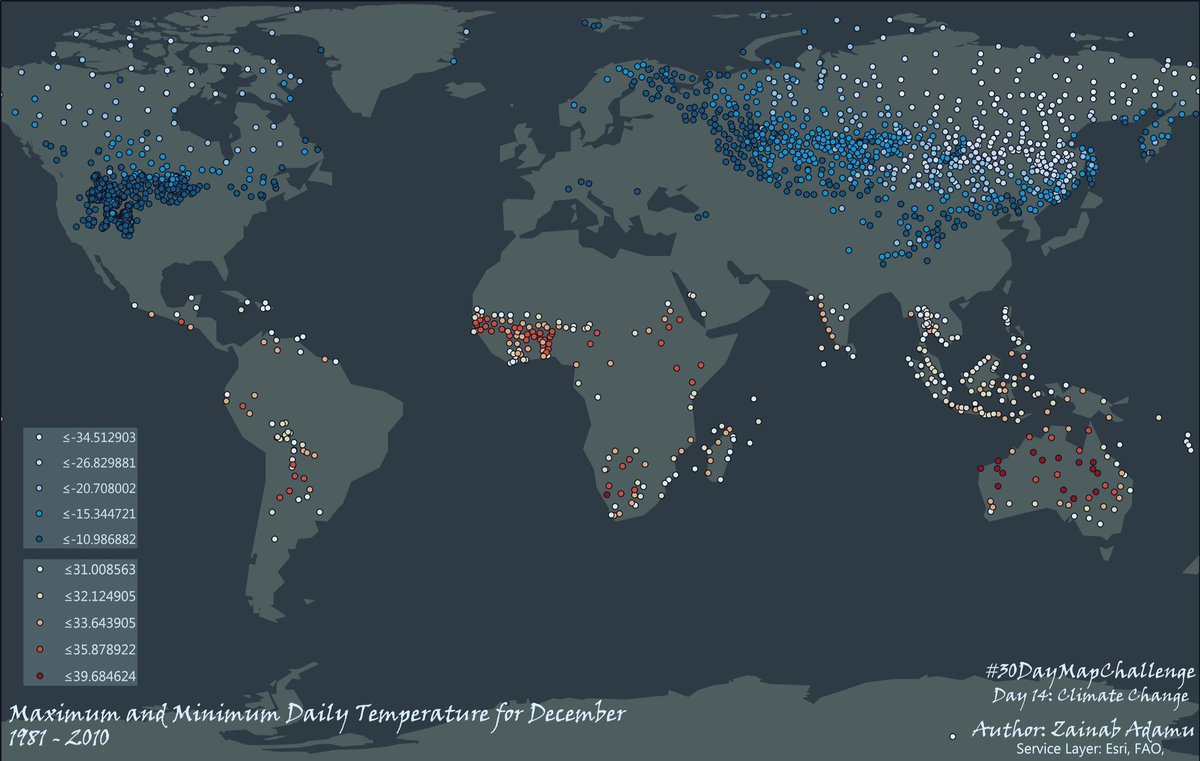 ≤-34.512903
≤-26.829881
≤-20.708002
≤-15.344721
≤-10.986882
≤31.008563
≤32.124905
≤33.643905
≤35.878922
≤39.684624
#30DayMapChallenge
Day 14: Climate Change
Maximum and Minimum Daily Temperature for December
1981 - 2010
Author: Zainab Adamu
Service Layer: Esri, FAO,